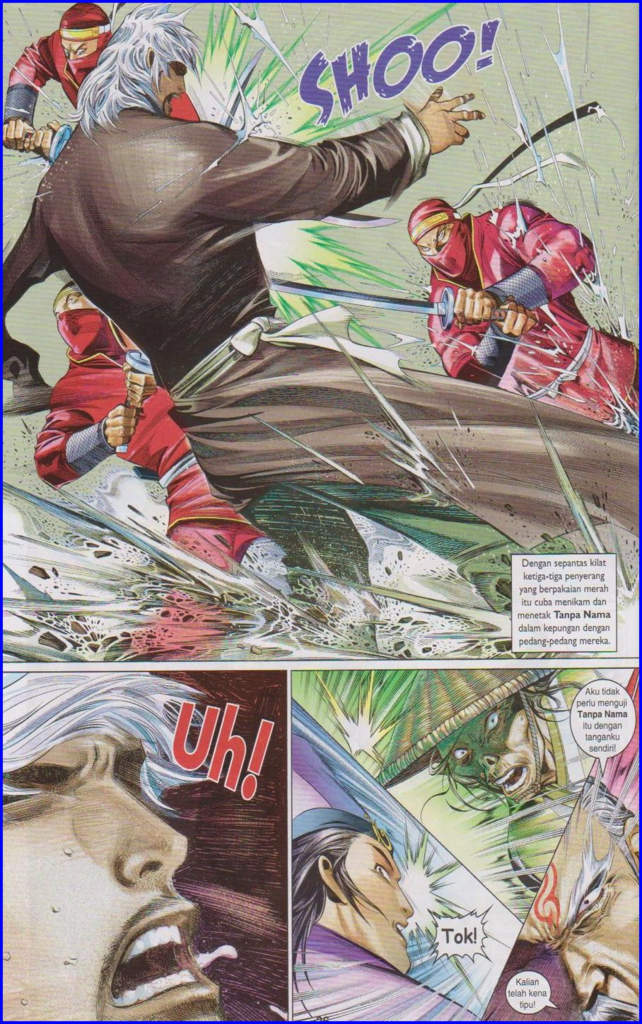 SHOO!
Dengan sepantas kilat
ketiga-tiga penyerang
yang berpakaian merah
itu cuba menikam dan
menetak Tanpa Nama
dalam kepungan dengan
pedang-pedang mereka.
Uh!
Aku tidak
perlu menguji
Tanpa Nama
itu dengan
tanganku
sendiri!
Tok!
Kalian
telah kena
tipu!